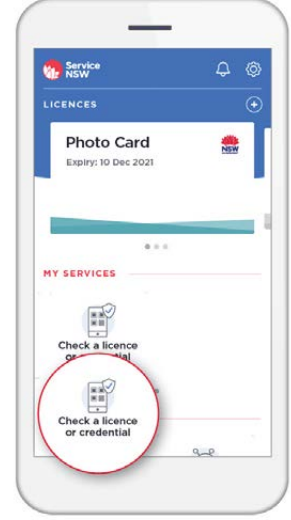 Service
NSW
LICENCES
Photo Card
Expiry: 10 Dec 2021
NSW
MY SERVICES
Check a licence
or credential
Check a licence
or credential